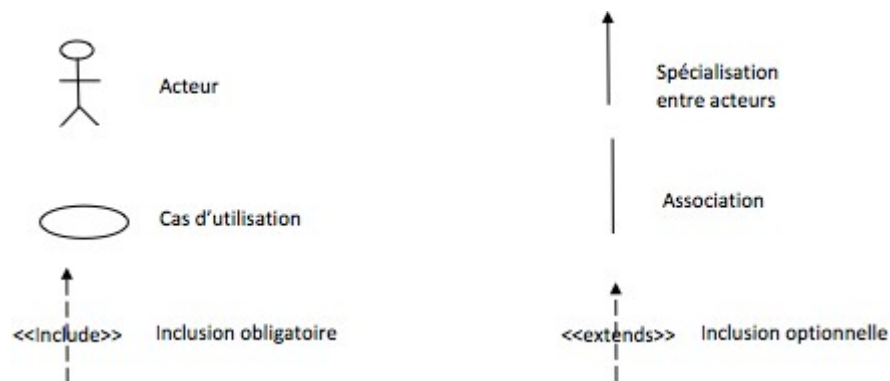 Acteur
Spécialisation
entre acteurs
Cas d'utilisation
Association
<<Include>> Inclusion obligatoire
<<extends>> Inclusion optionnelle